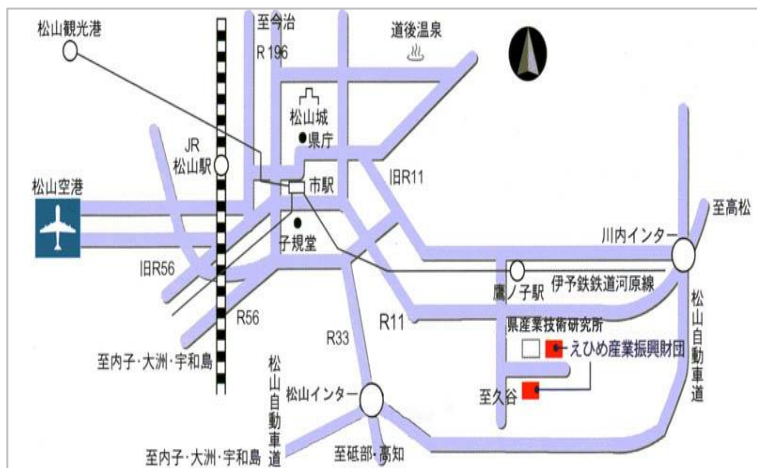 至今治
R 196
松山観光港
道後温泉
松山城
県庁
JR
松山駅
市駅
旧R11
松山空港
至高松
川内インター
子規堂
旧R56
鷹ノ子駅
伊予鉄鉄道河原線
R56
R33
R11
県産業技術研究所
えひめ産業振興財団
松山自動車道
至内子・大洲・宇和島
松山自動車道
松山インター
至久谷
至内子・大洲・宇和島
至砥部・高知